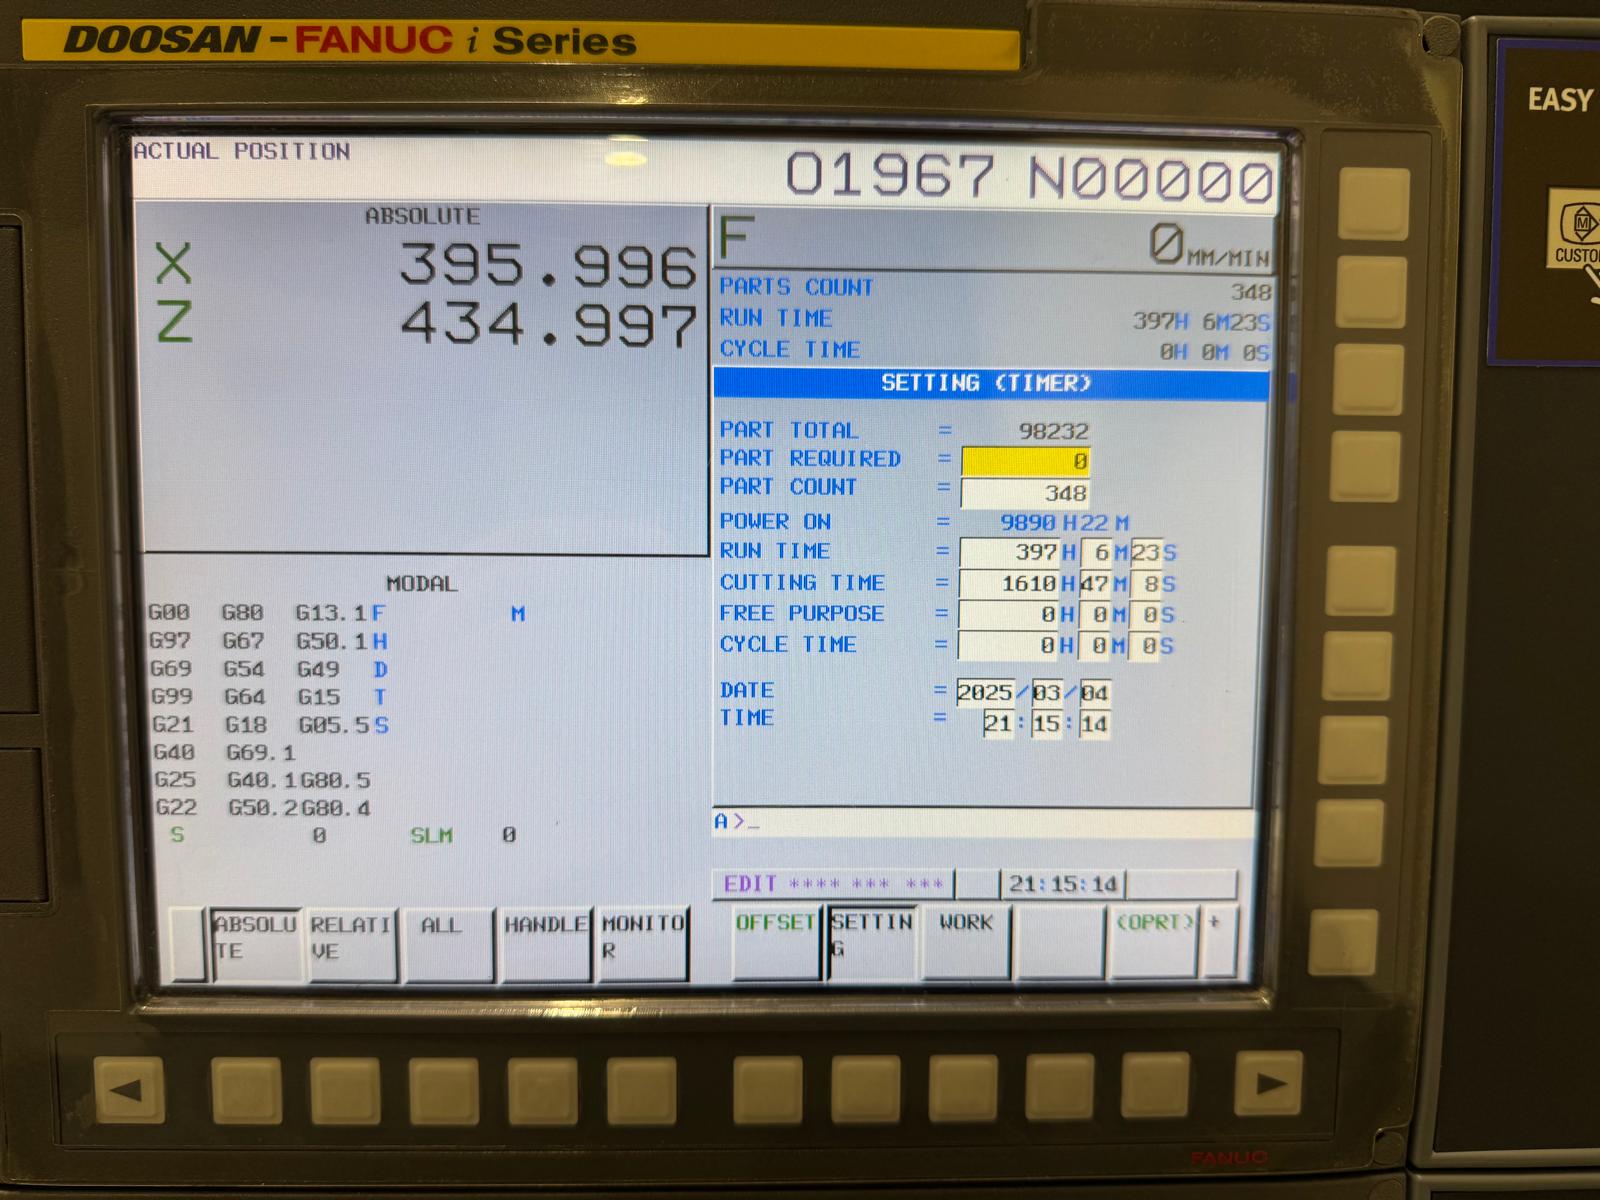 DOOSAN-FANUC i Series
EASY
ACTUAL POSITION
O1967 N00000
ABSOLUTE
X 395.996
Z 434.997
F 0 MM/MIN
PARTS COUNT 348
RUN TIME 397H 6M23S
CYCLE TIME 0H 0M 0S
SETTING (TIMER)
PART TOTAL = 98232
PART REQUIRED = 0
PART COUNT = 348
POWER ON = 9890 H 22 M
RUN TIME = 397 H 6 M 23 S
CUTTING TIME = 1610 H 47 M 8 S
FREE PURPOSE = 0 H 0 M 0 S
CYCLE TIME = 0 H 0 M 0 S
DATE = 2025/03/04
TIME = 21:15:14
MODAL
G00 G80 G13.1 F M
G97 G67 G50.1 H
G69 G54 G49 D
G99 G64 G15 T
G21 G18 G05.5 S
G40 G69.1
G25 G40.1 G80.5
G22 G50.2 G80.4
S 0 SLM 0
A>_
EDIT **** *** *** 21:15:14
ABSOLU
TE
RELATI
VE
ALL
HANDLE
MONITO
R
OFFSET
SETTIN
G
WORK
(OPRT)
+
M
CUSTO
FANUC